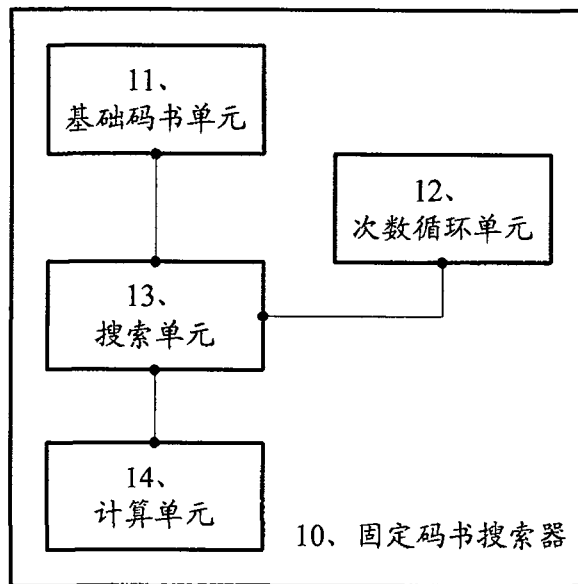 11、
基础码书单元
12、
次数循环单元
13、
搜索单元
14、
计算单元
10、固定码书搜索器